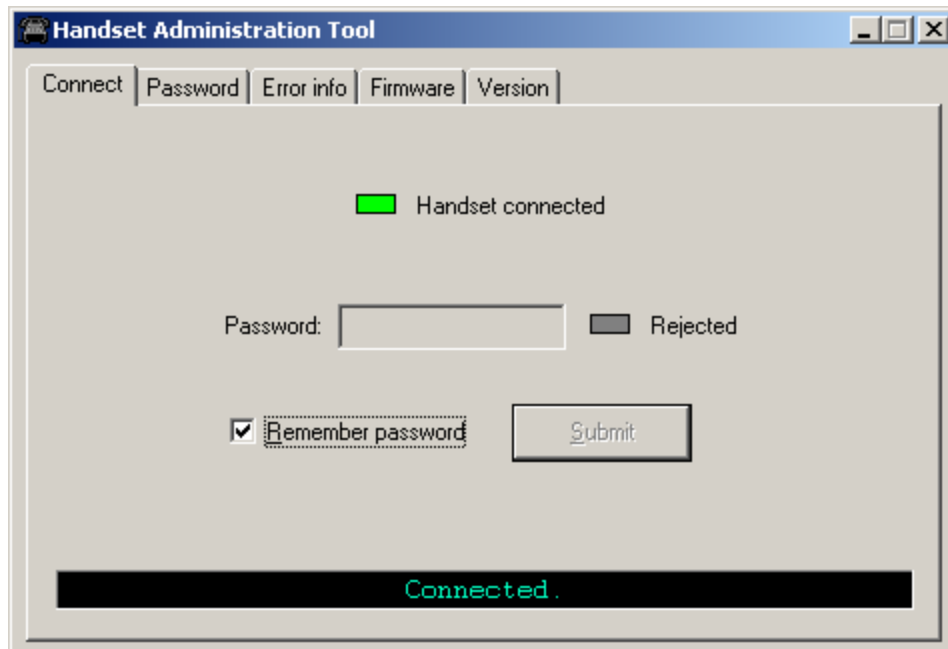 Handset Administration Tool
Connect Password Error info Firmware Version
Handset connected
Password: Rejected
Remember password Submit
Connected.